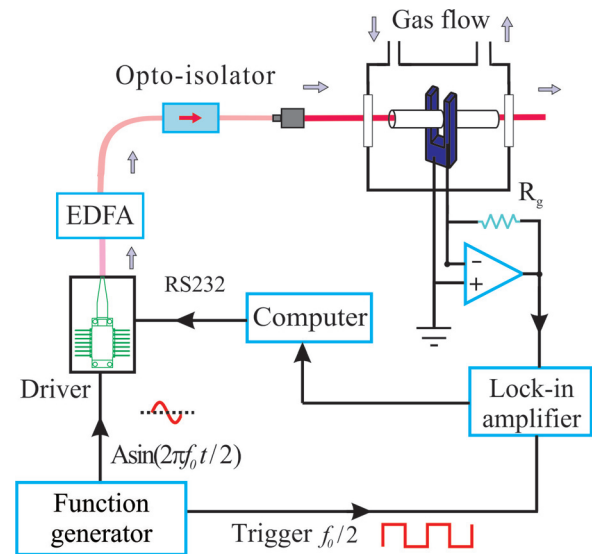 Gas flow
Opto-isolator
EDFA
R_g
-
+
RS232
Computer
Driver
Lock-in
amplifier
Asin(2πf₀t/2)
Function
generator
Trigger f₀/2